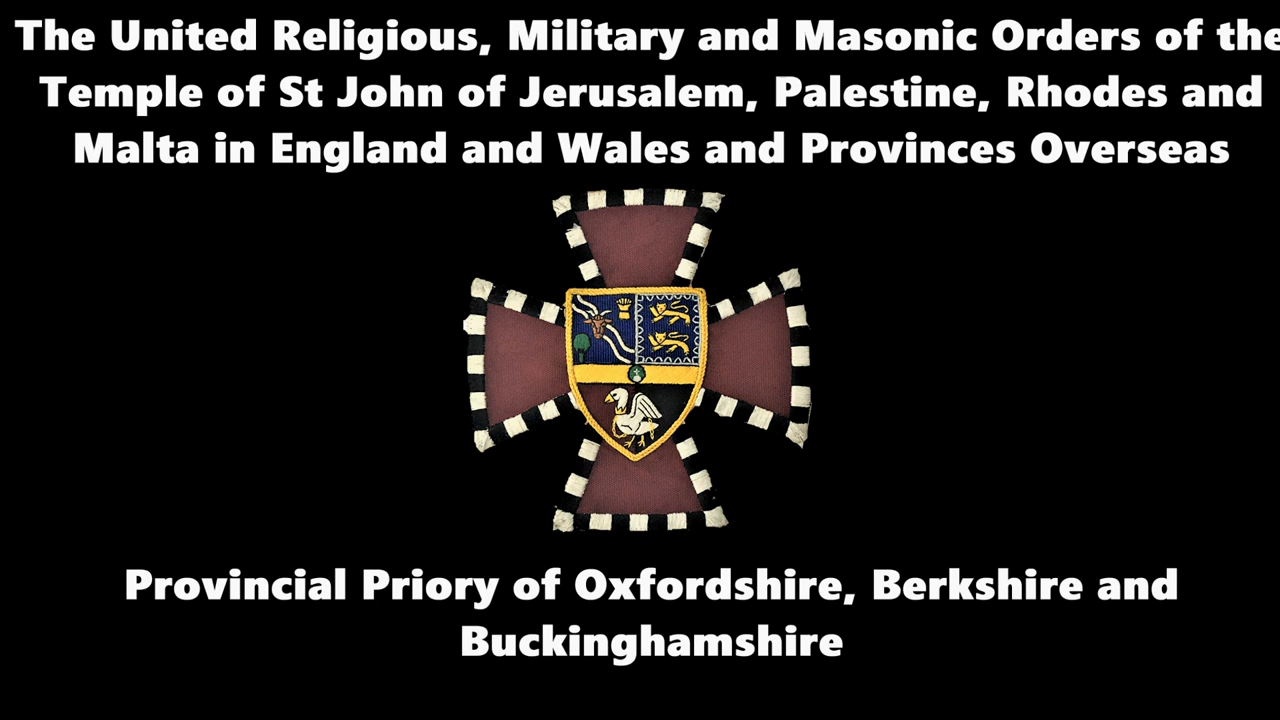 The United Religious, Military and Masonic Orders of the
Temple of St John of Jerusalem, Palestine, Rhodes and
Malta in England and Wales and Provinces Overseas
Provincial Priory of Oxfordshire, Berkshire and
Buckinghamshire